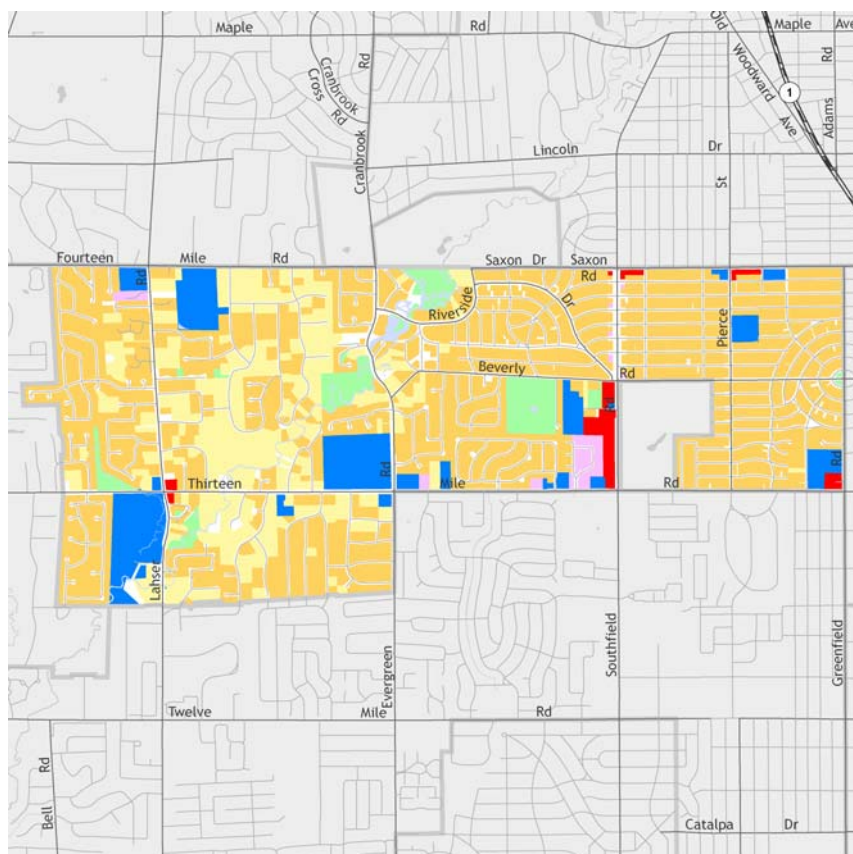 Maple Rd
Old Woodward Ave
Maple Ave
Cranbrook Cross Rd
Cranbrook Rd
1
Adams Rd
Lincoln Dr
St
Fourteen Mile Rd
Saxon Dr
Saxon Rd
Rd
Riverside Dr
Pierce
Beverly Rd
Rd
Rd
Thirteen Mile Rd
Rd
Lahser
Evergreen
Southfield
Greenfield
Twelve Mile Rd
Bell Rd
Catalpa Dr